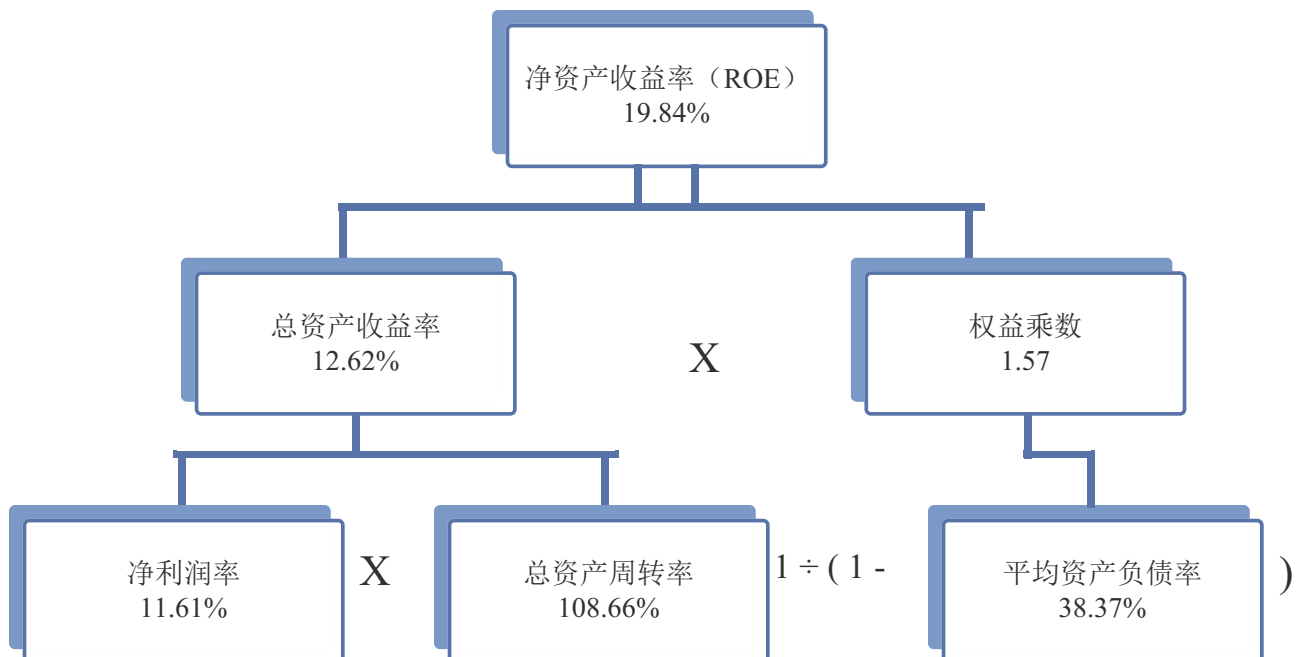 净资产收益率（ROE）
19.84%
总资产收益率
12.62%
X
权益乘数
1.57
净利润率
11.61%
X
总资产周转率
108.66%
1 ÷ ( 1 -
平均资产负债率
38.37%
)